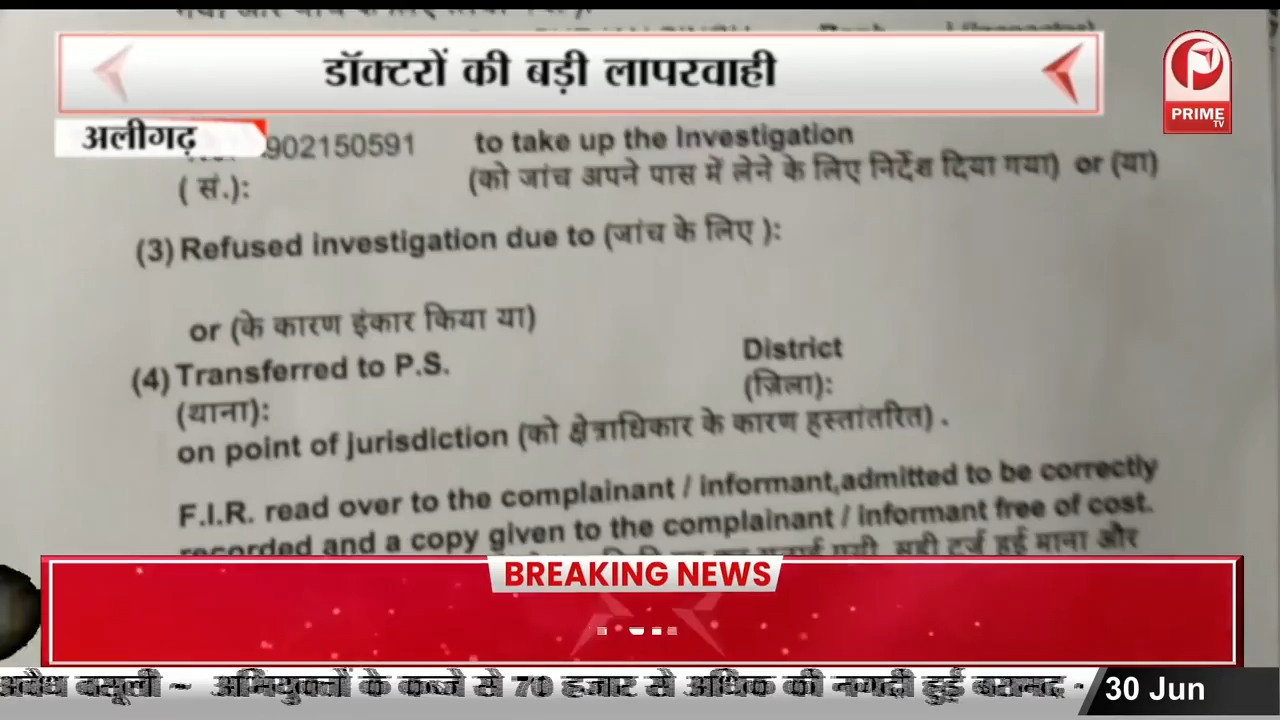 डॉक्टरों की बड़ी लापरवाही
PRIME
TV
अलीगढ़
902150591 to take up the Investigation
( सं.): (को जांच अपने पास में लेने के लिए निर्देश दिया गया) or (या)
(3) Refused investigation due to (जांच के लिए ):
or (के कारण इंकार किया या)
(4) Transferred to P.S. District
(थाना): (ज़िला):
on point of jurisdiction (को क्षेत्राधिकार के कारण हस्तांतरित) .
F.I.R. read over to the complainant / informant,admitted to be correctly
recorded and a copy given to the complainant / informant free of cost.
BREAKING NEWS
अवैध वसूली ~ अभियुक्तों के कब्जे से 70 हजार से अधिक की नगदी हुई बरामद -
30 Jun